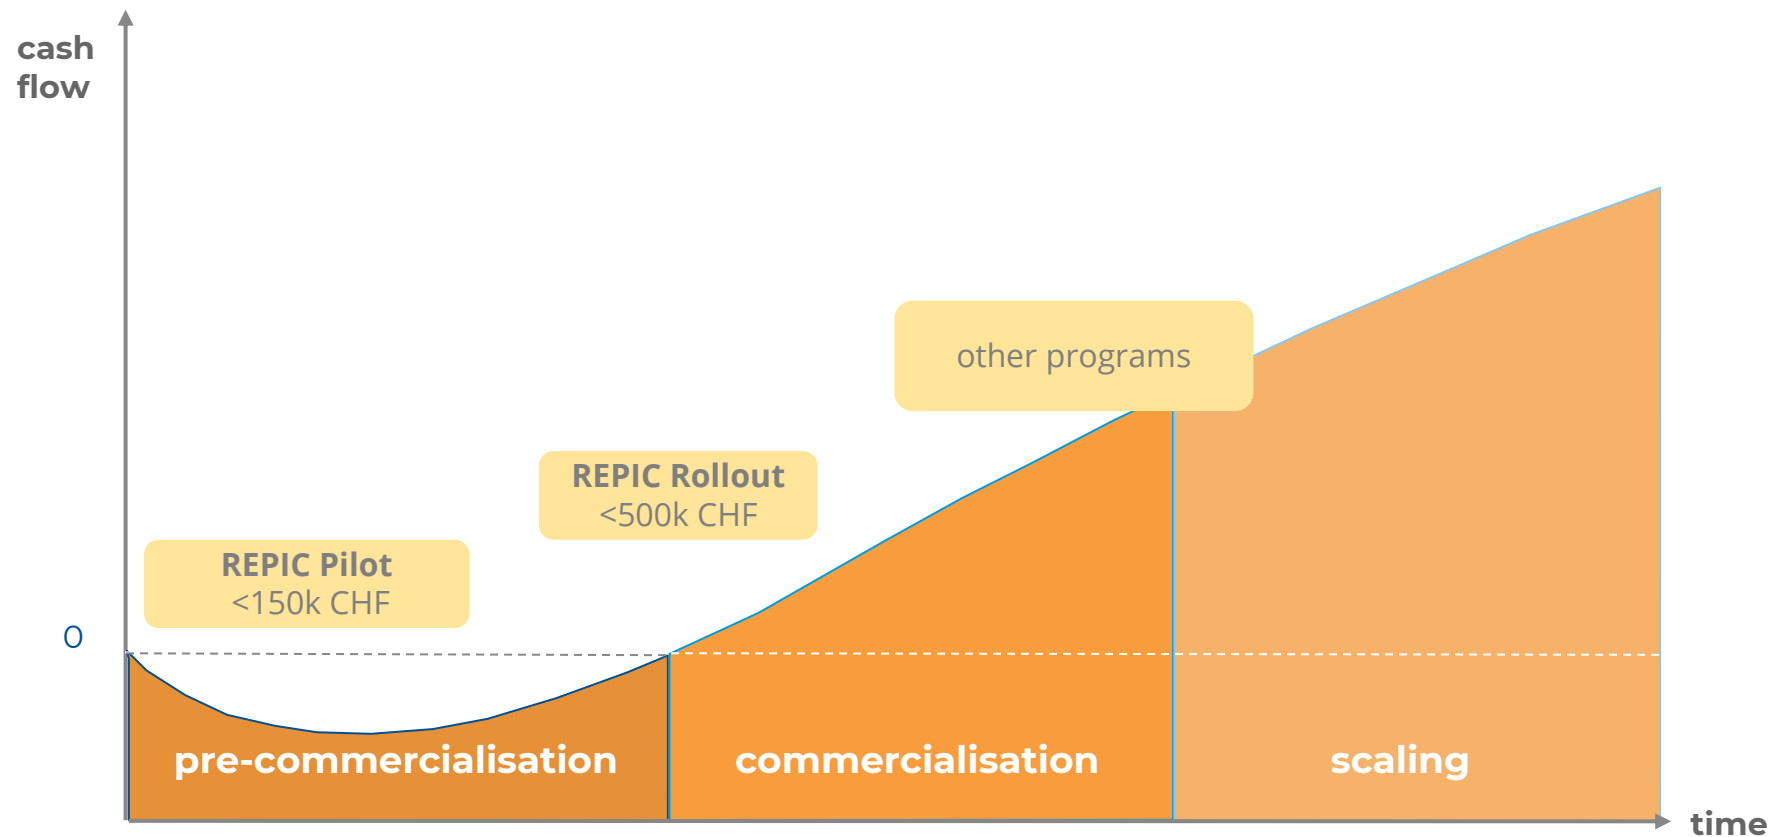 cash
flow
other programs
REPIC Rollout
<500k CHF
REPIC Pilot
<150k CHF
0
pre-commercialisation
commercialisation
scaling
time